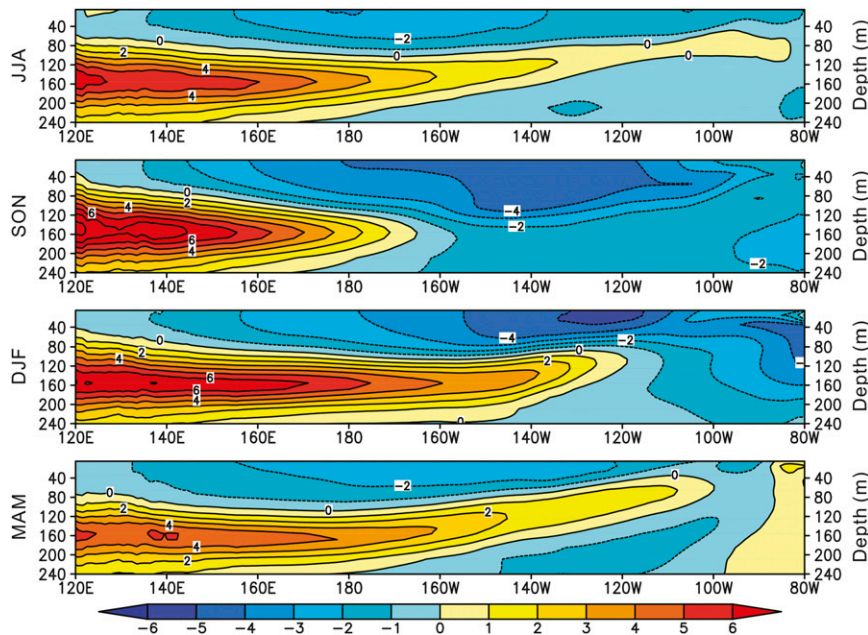 40 0 -2 40
80 0 0 80
JJA 120 2 120 Depth (m)
160 4 160
200 4 200
240 240
120E 140E 160E 180 160W 140W 120W 100W 80W
40 0 40
80 2 80
SON 120 6 4 -4 120 Depth (m)
160 -2 160
200 6 200
240 4 -2 240
120E 140E 160E 180 160W 140W 120W 100W 80W
40 0 -4 -2 40
80 2 0 80
DJF 120 4 2 120 Depth (m)
160 6 160
200 6 200
240 4 0 240
120E 140E 160E 180 160W 140W 120W 100W 80W
40 -2 0 40
80 0 0 80
MAM 120 2 2 120 Depth (m)
160 4 160
200 4 200
240 2 240
120E 140E 160E 180 160W 140W 120W 100W 80W
-6 -5 -4 -3 -2 -1 0 1 2 3 4 5 6